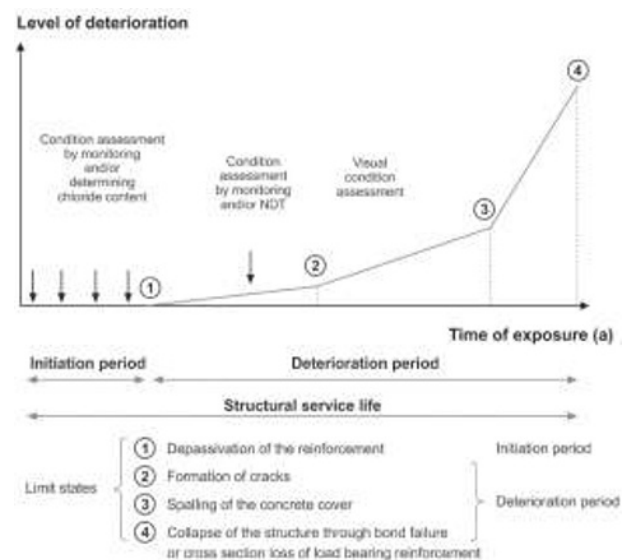 Level of deterioration
④
Condition assessment
by monitoring
and/or
determining
chloride content
Condition
assessment
by monitoring
and/or NDT
Visual
condition
assessment
③
②
①
Time of exposure (a)
Initiation period
Deterioration period
Structural service life
① Depassivation of the reinforcement
Initiation period
② Formation of cracks
Limit states
③ Spalling of the concrete cover
Deterioration period
④ Collapse of the structure through bond failure
or cross section loss of load bearing reinforcement